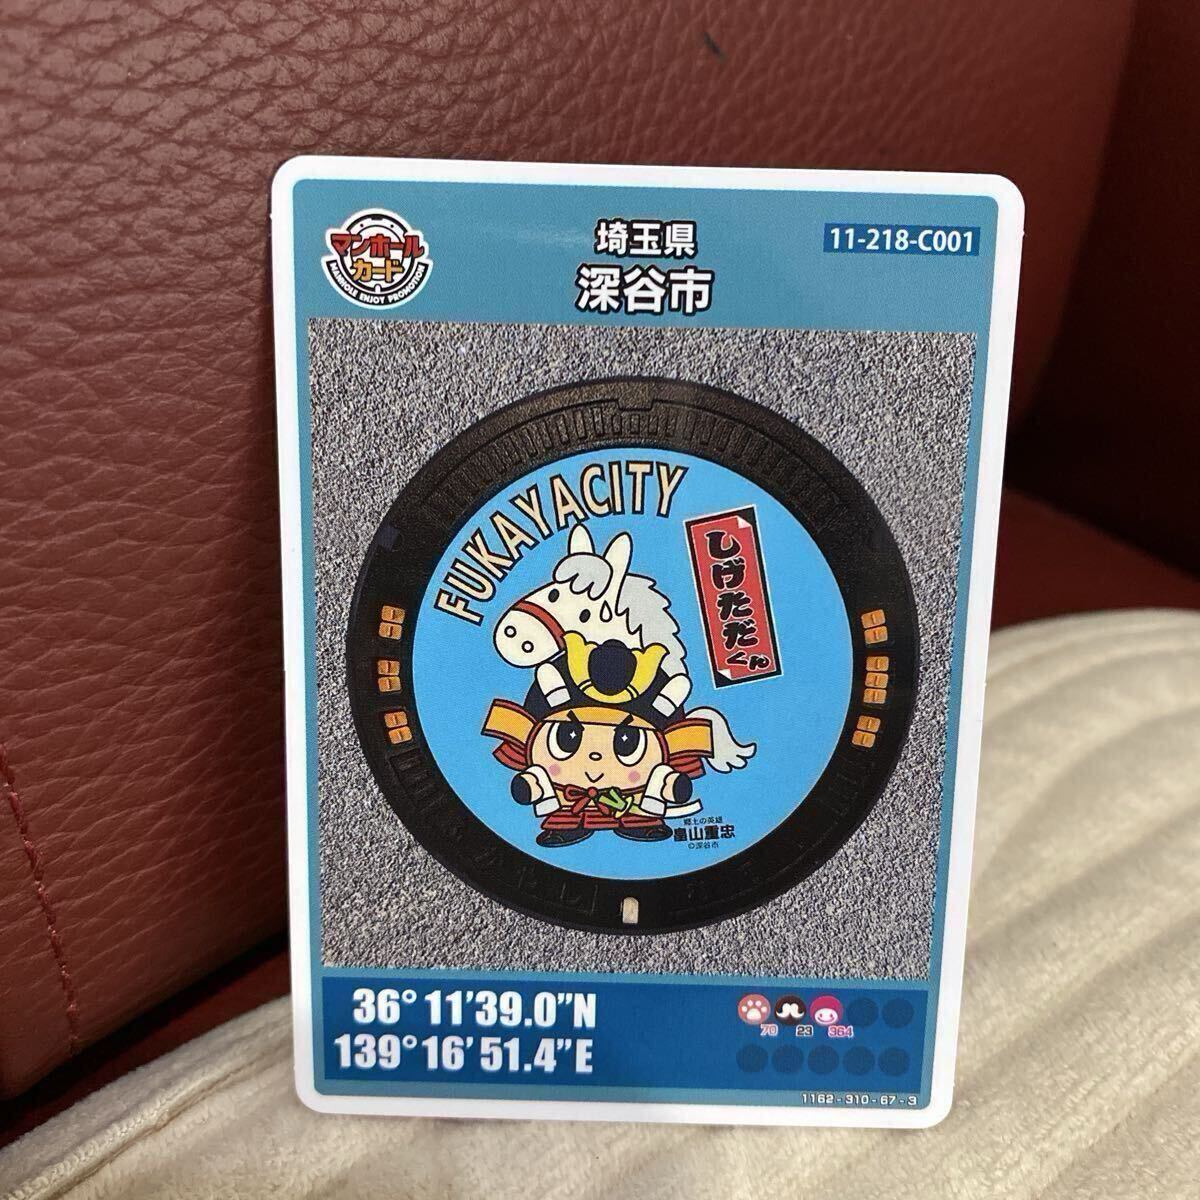 マンホール
カード
MANHOLE ENJOY PROMOTION
埼玉県
深谷市
11-218-C001
FUKAYACITY
しげただくん
郷土の英雄
畠山重忠
©深谷市
36° 11'39.0"N
139° 16' 51.4"E
70 23 364
1162-310-67-3